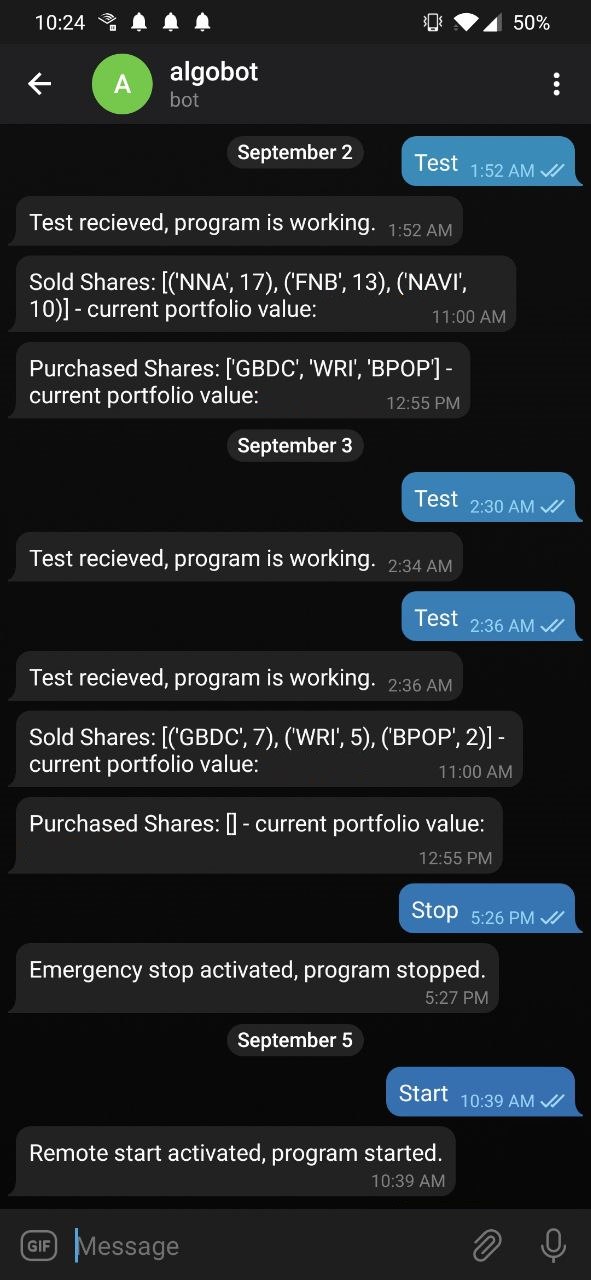 10:24
50%
A
algobot
bot
September 2
Test 1:52 AM
Test recieved, program is working. 1:52 AM
Sold Shares: [('NNA', 17), ('FNB', 13), ('NAVI',
10)] - current portfolio value: 11:00 AM
Purchased Shares: ['GBDC', 'WRI', 'BPOP'] -
current portfolio value: 12:55 PM
September 3
Test 2:30 AM
Test recieved, program is working. 2:34 AM
Test 2:36 AM
Test recieved, program is working. 2:36 AM
Sold Shares: [('GBDC', 7), ('WRI', 5), ('BPOP', 2)] -
current portfolio value: 11:00 AM
Purchased Shares: [] - current portfolio value:
12:55 PM
Stop 5:26 PM
Emergency stop activated, program stopped.
5:27 PM
September 5
Start 10:39 AM
Remote start activated, program started.
10:39 AM
GIF
Message